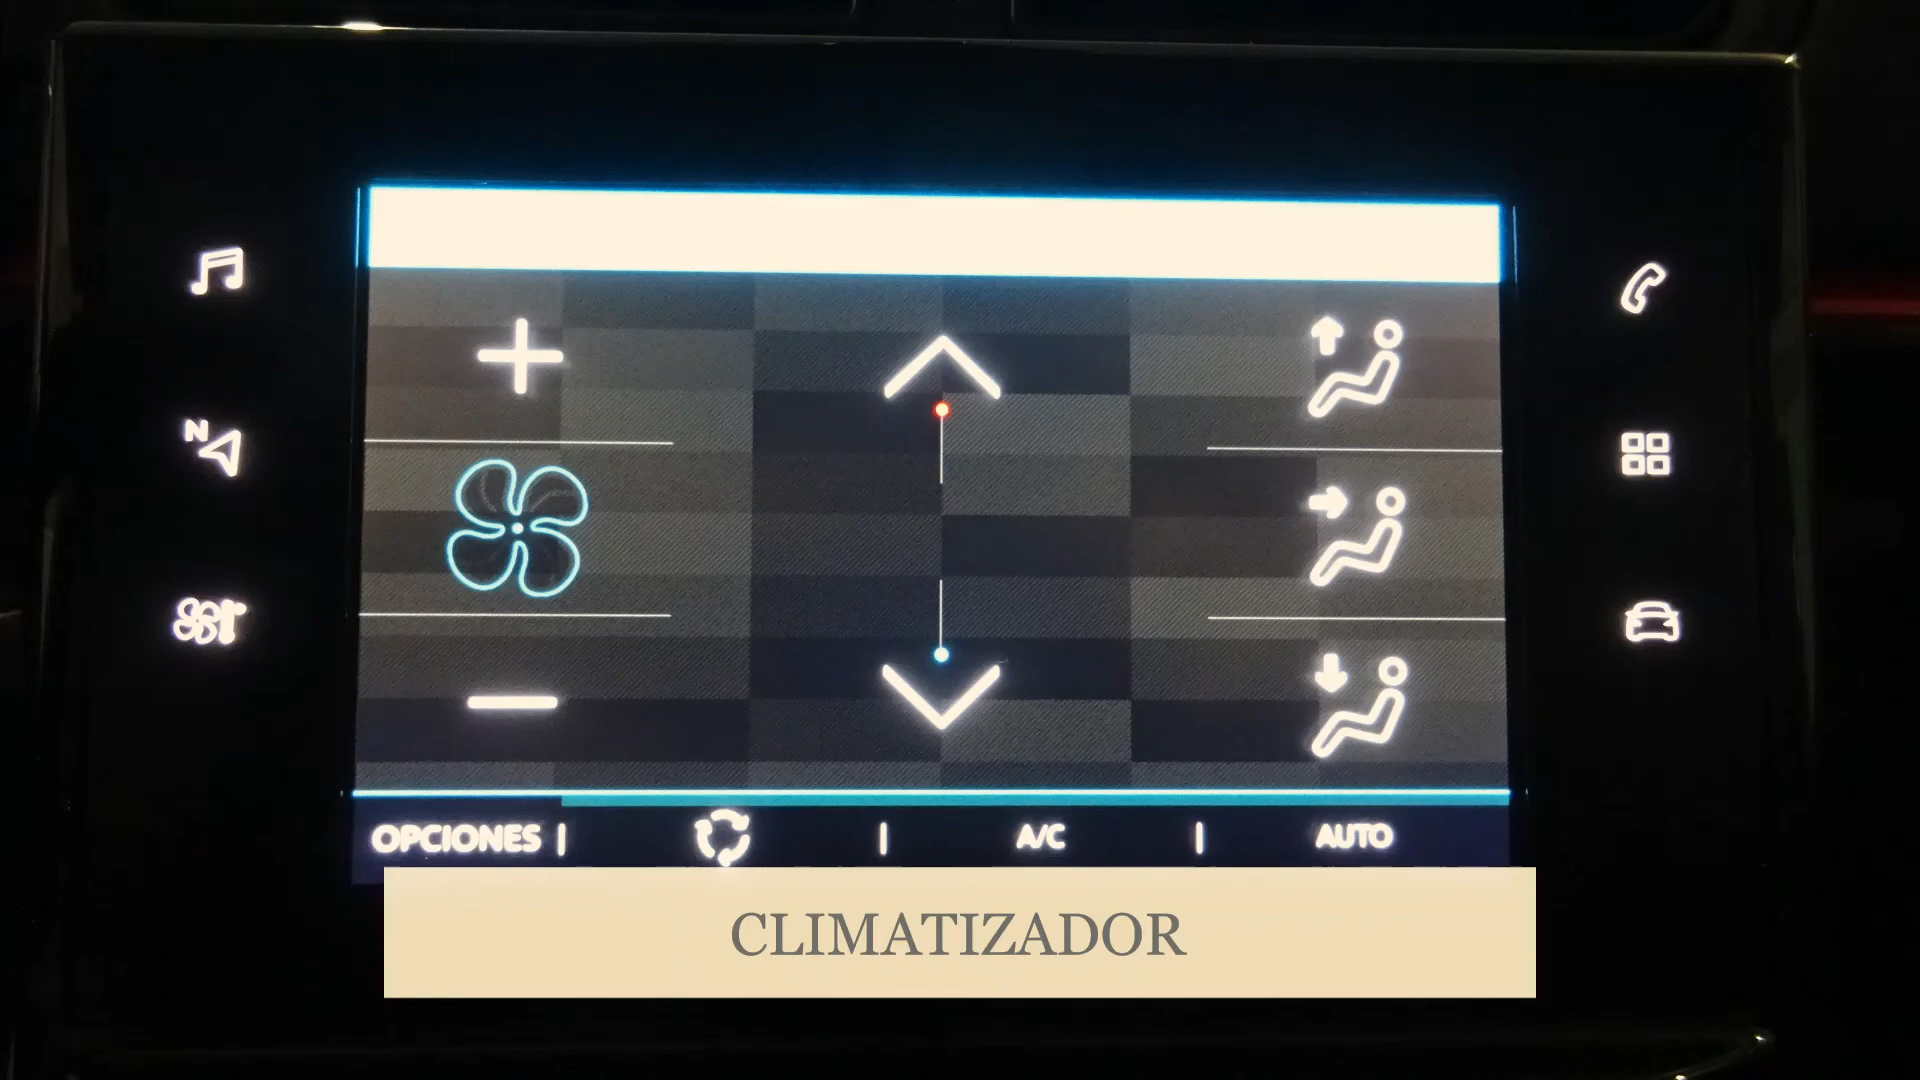 N
OPCIONES | | A/C | AUTO
CLIMATIZADOR